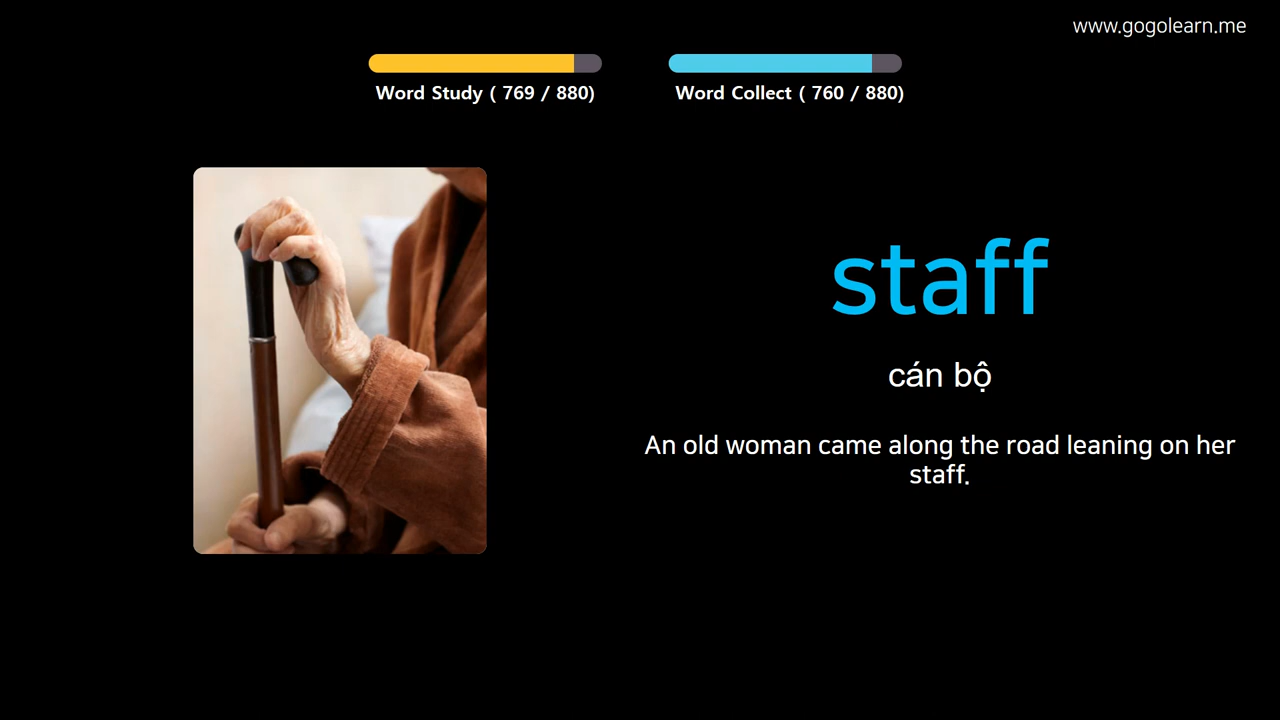 www.gogolearn.me
Word Study ( 769 / 880)
Word Collect ( 760 / 880)
staff
cán bộ
An old woman came along the road leaning on her
staff.